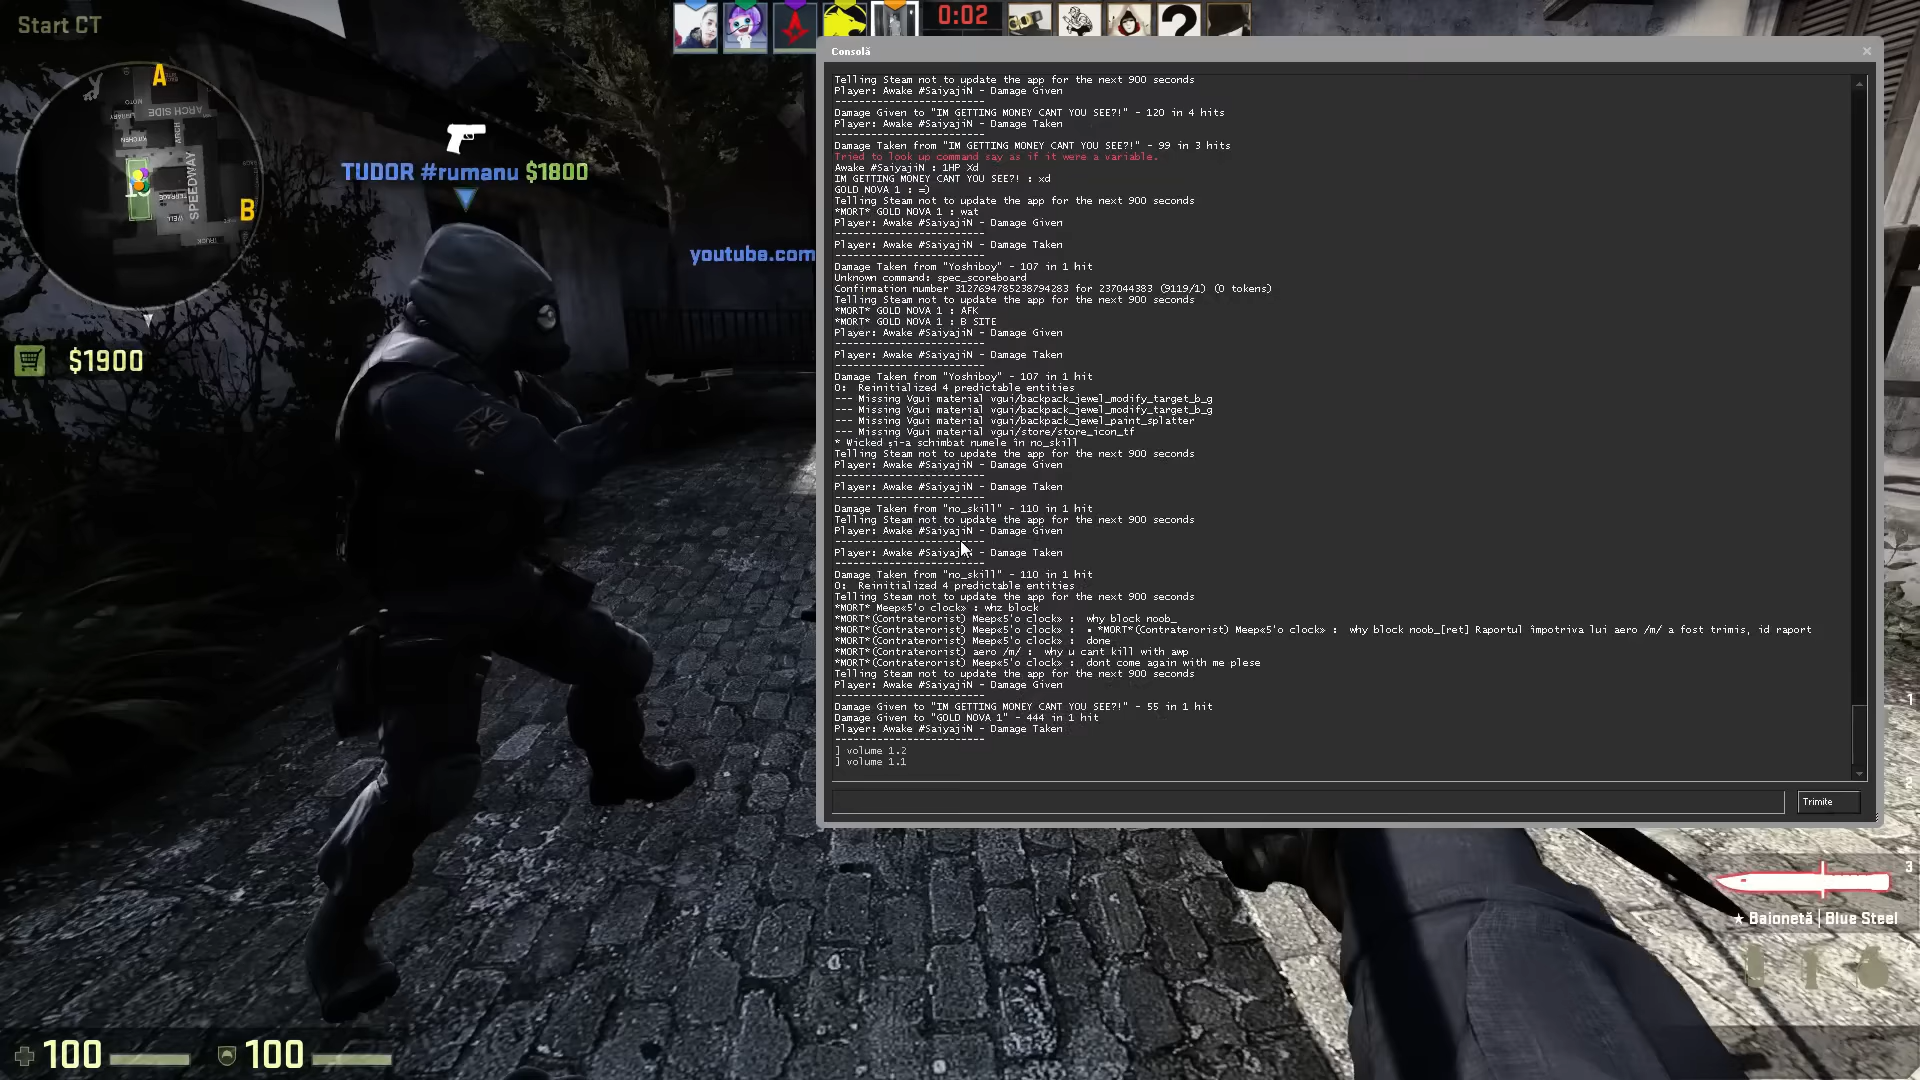 Start CT
0:02
A
B
ARCH SIDE
SPEEDWAY
KITCHEN
ARCH
TERRACE
WELL
TRUCK
MOTO
LIBRARY
TUDOR #rumanu $1800
youtube.com
$1900
Consolă
Telling Steam not to update the app for the next 900 seconds
Player: Awake #SaiyajiN - Damage Given
-------------------------
Damage Given to "IM GETTING MONEY CANT YOU SEE?!" - 120 in 4 hits
Player: Awake #SaiyajiN - Damage Taken
-------------------------
Damage Taken from "IM GETTING MONEY CANT YOU SEE?!" - 99 in 3 hits
Tried to look up command say as if it were a variable.
Awake #SaiyajiN : 1HP Xd
IM GETTING MONEY CANT YOU SEE?! : xd
GOLD NOVA 1 : =)
Telling Steam not to update the app for the next 900 seconds
*MORT* GOLD NOVA 1 : wat
Player: Awake #SaiyajiN - Damage Given
-------------------------
Player: Awake #SaiyajiN - Damage Taken
-------------------------
Damage Taken from "Yoshiboy" - 107 in 1 hit
Unknown command: spec_scoreboard
Confirmation number 3127694785238794283 for 237044383 (9119/1) (0 tokens)
Telling Steam not to update the app for the next 900 seconds
*MORT* GOLD NOVA 1 : AFK
*MORT* GOLD NOVA 1 : B SITE
Player: Awake #SaiyajiN - Damage Given
-------------------------
Player: Awake #SaiyajiN - Damage Taken
-------------------------
Damage Taken from "Yoshiboy" - 107 in 1 hit
0:  Reinitialized 4 predictable entities
--- Missing Vgui material vgui/backpack_jewel_modify_target_b_g
--- Missing Vgui material vgui/backpack_jewel_modify_target_b_g
--- Missing Vgui material vgui/backpack_jewel_paint_splatter
--- Missing Vgui material vgui/store/store_icon_tf
* Wicked și-a schimbat numele în no_skill
Telling Steam not to update the app for the next 900 seconds
Player: Awake #SaiyajiN - Damage Given
-------------------------
Player: Awake #SaiyajiN - Damage Taken
-------------------------
Damage Taken from "no_skill" - 110 in 1 hit
Telling Steam not to update the app for the next 900 seconds
Player: Awake #SaiyajiN - Damage Given
-------------------------
Player: Awake #SaiyajiN - Damage Taken
-------------------------
Damage Taken from "no_skill" - 110 in 1 hit
0:  Reinitialized 4 predictable entities
Telling Steam not to update the app for the next 900 seconds
*MORT* Meep«5'o clock» : whz block
*MORT*(Contraterorist) Meep«5'o clock» :  why block noob_
*MORT*(Contraterorist) Meep«5'o clock» :  • *MORT*(Contraterorist) Meep«5'o clock» :  why block noob_[ret] Raportul împotriva lui aero /m/ a fost trimis, id raport
*MORT*(Contraterorist) Meep«5'o clock» :  done
*MORT*(Contraterorist) aero /m/ :  why u cant kill with awp
*MORT*(Contraterorist) Meep«5'o clock» :  dont come again with me plese
Telling Steam not to update the app for the next 900 seconds
Player: Awake #SaiyajiN - Damage Given
-------------------------
Damage Given to "IM GETTING MONEY CANT YOU SEE?!" - 55 in 1 hit
Damage Given to "GOLD NOVA 1" - 444 in 1 hit
Player: Awake #SaiyajiN - Damage Taken
-------------------------
] volume 1.2
] volume 1.1
Trimite
1
2
3
★ Baionetă | Blue Steel
100
100